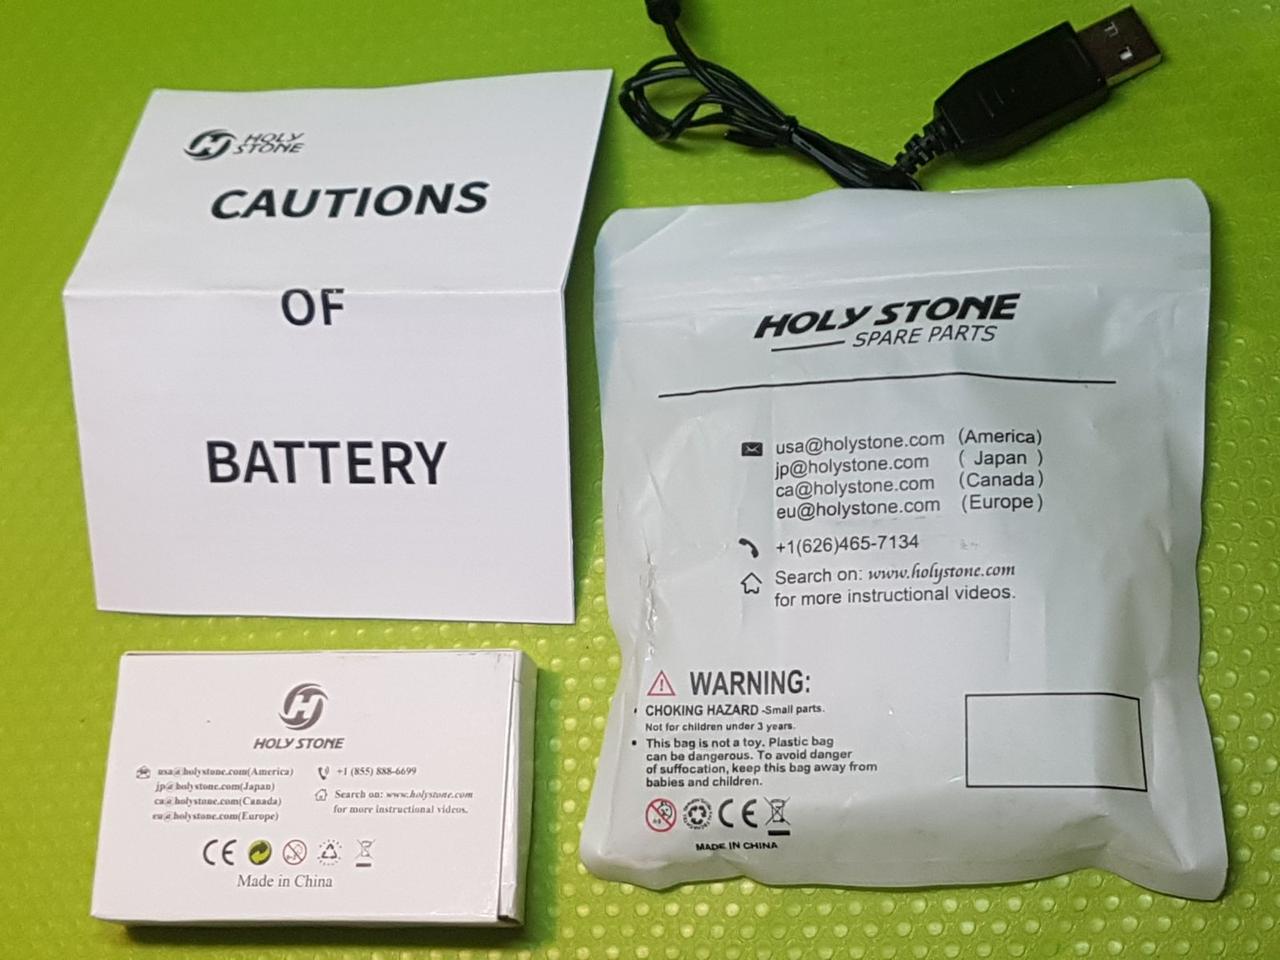 HOLY
STONE
CAUTIONS
OF
BATTERY
HOLY STONE
SPARE PARTS
usa@holystone.com (America)
jp@holystone.com ( Japan )
ca@holystone.com (Canada)
eu@holystone.com (Europe)
+1(626)465-7134
Search on: www.holystone.com
for more instructional videos.
WARNING:
• CHOKING HAZARD -Small parts.
Not for children under 3 years.
• This bag is not a toy. Plastic bag
can be dangerous. To avoid danger
of suffocation, keep this bag away from
babies and children.
CE
MADE IN CHINA
HOLY STONE
usa@holystone.com(America)
jp@holystone.com(Japan)
ca@holystone.com(Canada)
eu@holystone.com(Europe)
+1 (855) 888-6699
Search on: www.holystone.com
for more instructional videos.
CE
Made in China